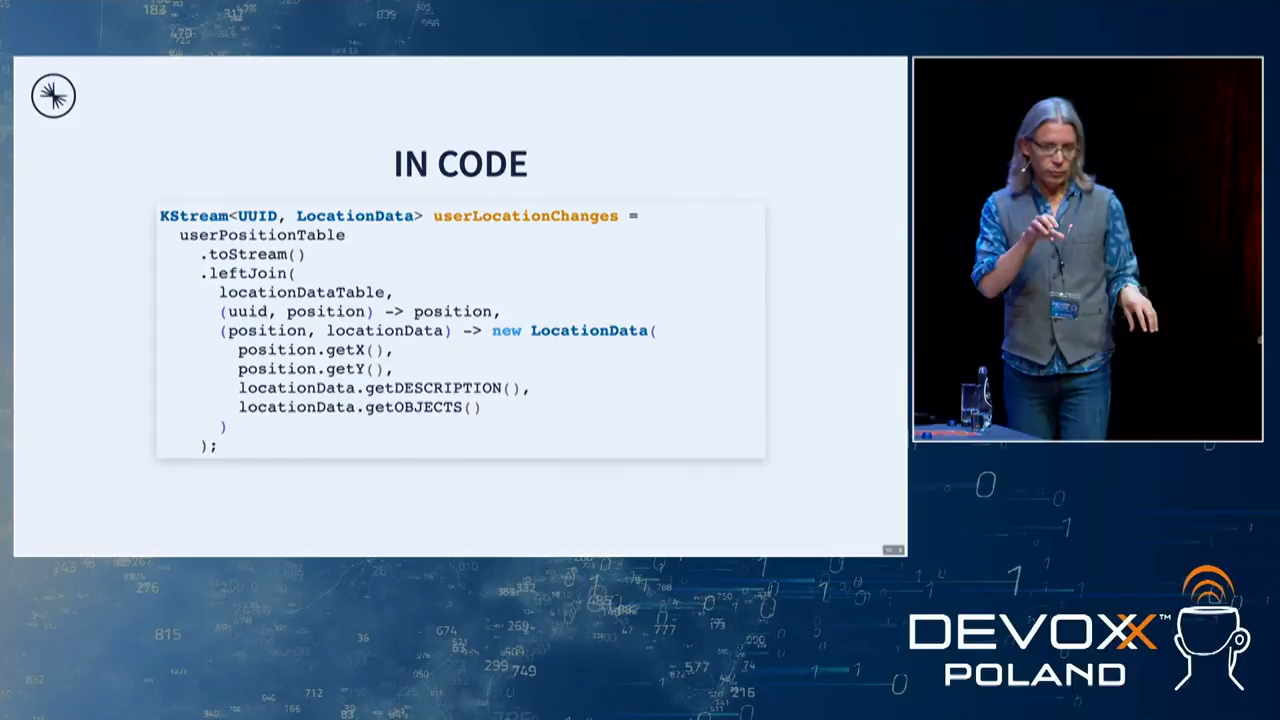 IN CODE
KStream<UUID, LocationData> userLocationChanges =
userPositionTable
.toStream()
.leftJoin(
locationDataTable,
(uuid, position) -> position,
(position, locationData) -> new LocationData(
position.getX(),
position.getY(),
locationData.getDESCRIPTION(),
locationData.getOBJECTS()
)
);
DEVOXX™
POLAND